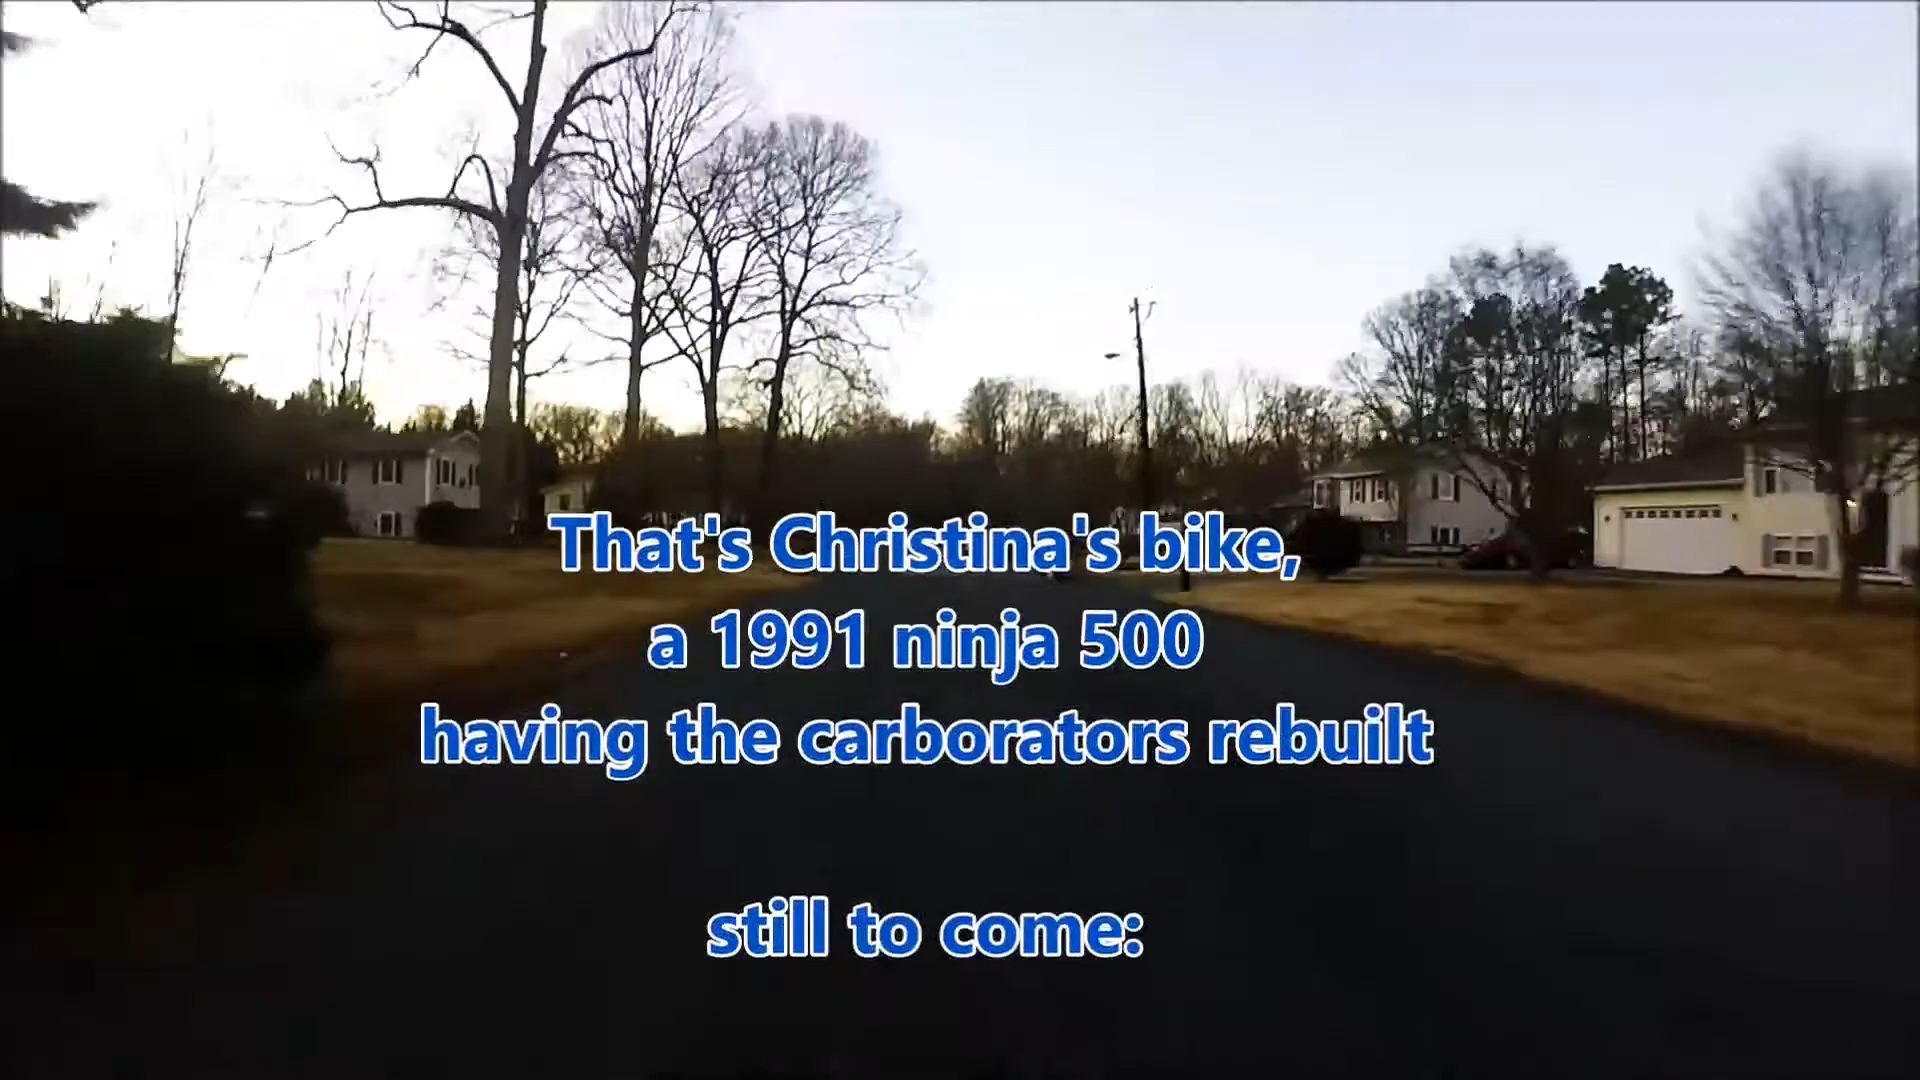 That's Christina's bike,
a 1991 ninja 500
having the carborators rebuilt
still to come: